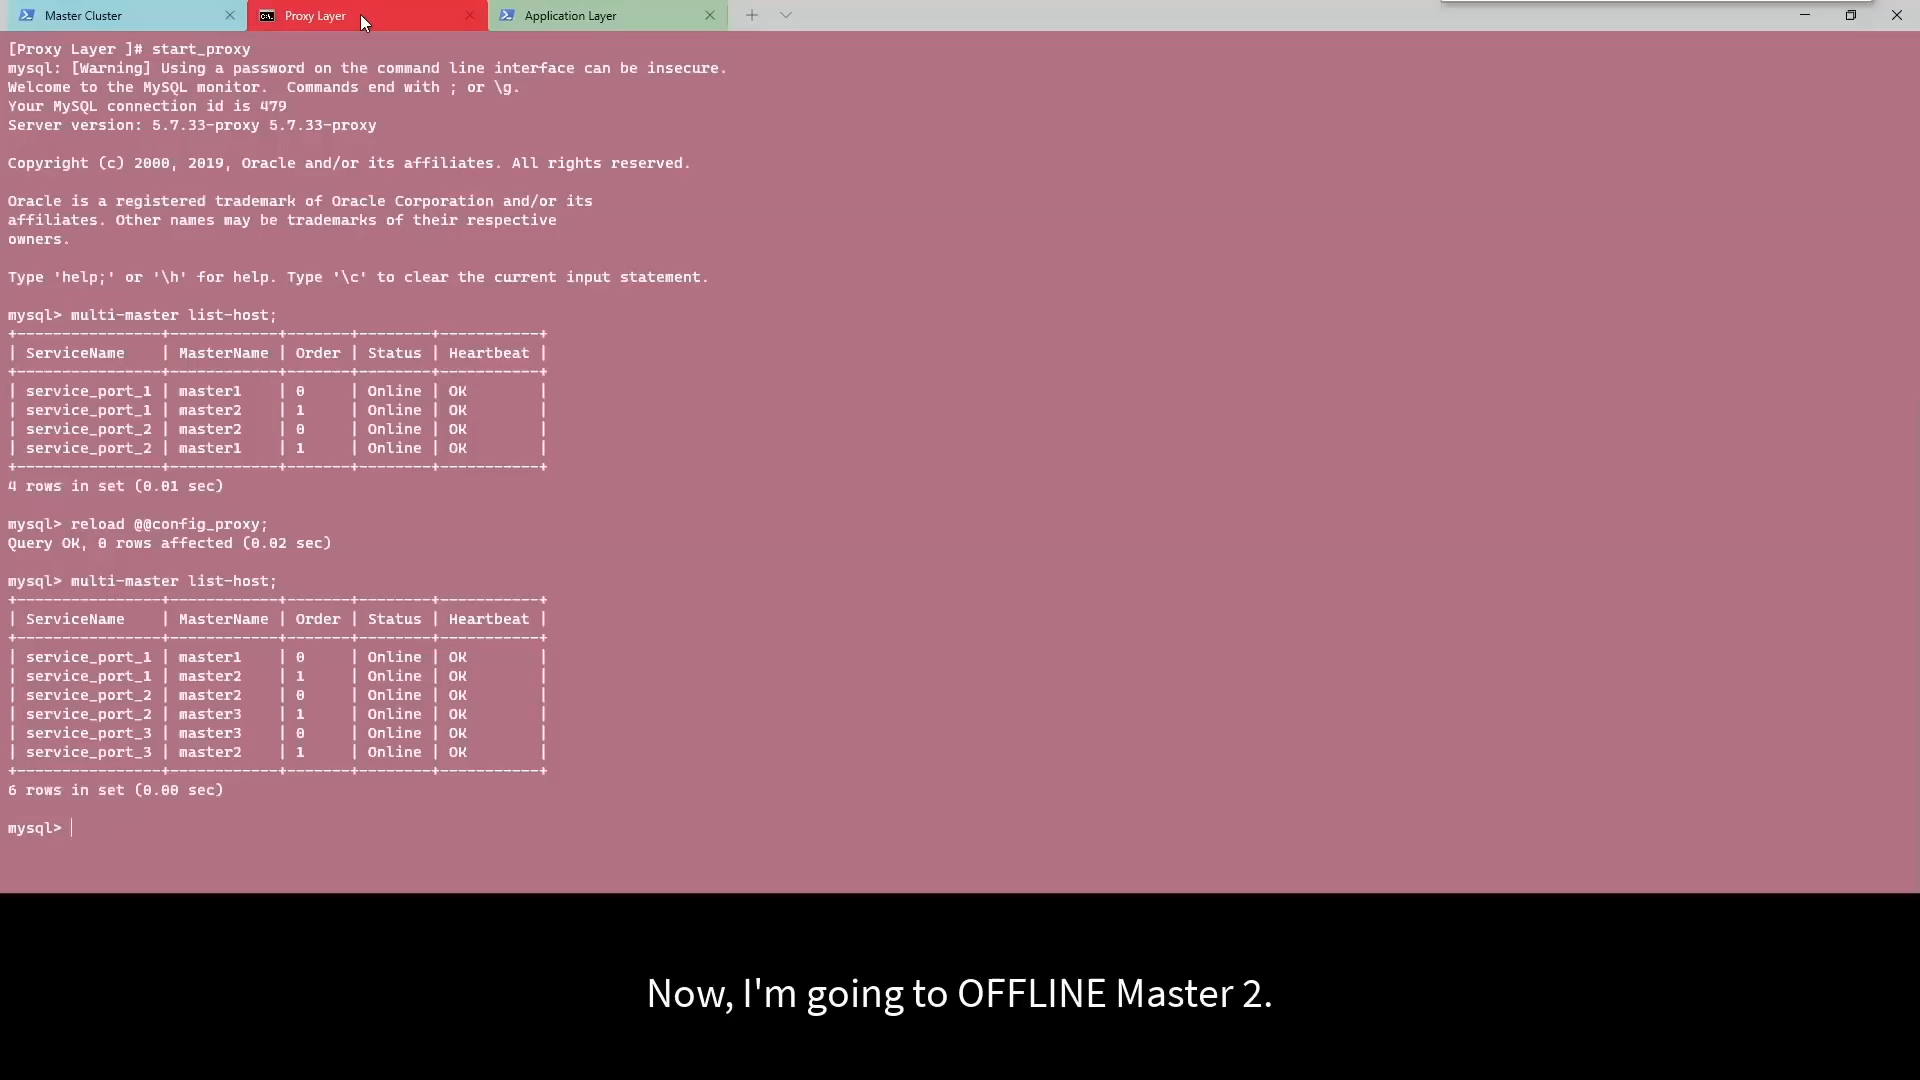 Master Cluster
Proxy Layer
Application Layer
[Proxy Layer ]# start_proxy
mysql: [Warning] Using a password on the command line interface can be insecure.
Welcome to the MySQL monitor.  Commands end with ; or \g.
Your MySQL connection id is 479
Server version: 5.7.33-proxy 5.7.33-proxy
Copyright (c) 2000, 2019, Oracle and/or its affiliates. All rights reserved.
Oracle is a registered trademark of Oracle Corporation and/or its
affiliates. Other names may be trademarks of their respective
owners.
Type 'help;' or '\h' for help. Type '\c' to clear the current input statement.
mysql> multi-master list-host;
+----------------+------------+-------+--------+-----------+
| ServiceName    | MasterName | Order | Status | Heartbeat |
+----------------+------------+-------+--------+-----------+
| service_port_1 | master1    | 0     | Online | OK        |
| service_port_1 | master2    | 1     | Online | OK        |
| service_port_2 | master2    | 0     | Online | OK        |
| service_port_2 | master1    | 1     | Online | OK        |
+----------------+------------+-------+--------+-----------+
4 rows in set (0.01 sec)
mysql> reload @@config_proxy;
Query OK, 0 rows affected (0.02 sec)
mysql> multi-master list-host;
+----------------+------------+-------+--------+-----------+
| ServiceName    | MasterName | Order | Status | Heartbeat |
+----------------+------------+-------+--------+-----------+
| service_port_1 | master1    | 0     | Online | OK        |
| service_port_1 | master2    | 1     | Online | OK        |
| service_port_2 | master2    | 0     | Online | OK        |
| service_port_2 | master3    | 1     | Online | OK        |
| service_port_3 | master3    | 0     | Online | OK        |
| service_port_3 | master2    | 1     | Online | OK        |
+----------------+------------+-------+--------+-----------+
6 rows in set (0.00 sec)
mysql>
Now, I'm going to OFFLINE Master 2.